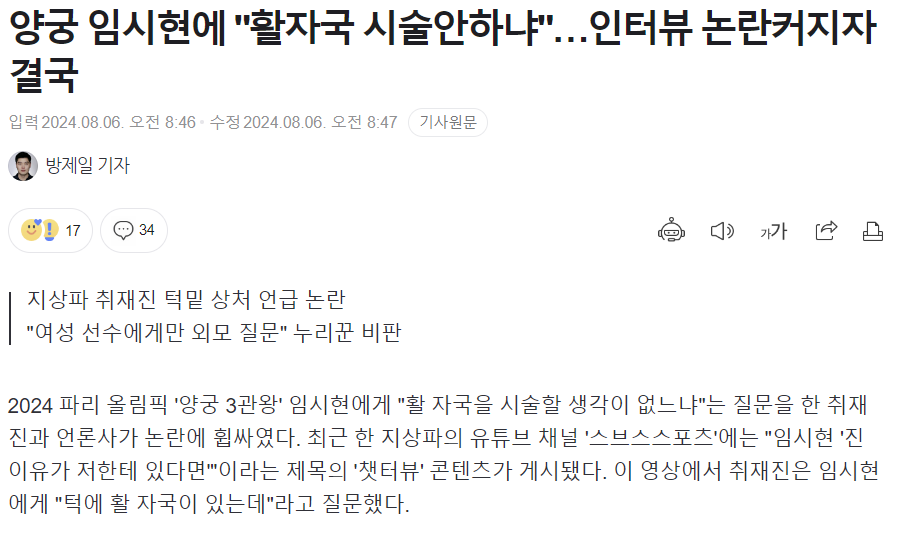 양궁 임시현에 "활자국 시술안하냐"…인터뷰 논란커지자
결국
입력 2024.08.06. 오전 8:46 · 수정 2024.08.06. 오전 8:47 기사원문
방제일 기자
17 34 가가
지상파 취재진 턱밑 상처 언급 논란
"여성 선수에게만 외모 질문" 누리꾼 비판
2024 파리 올림픽 '양궁 3관왕' 임시현에게 "활 자국을 시술할 생각이 없느냐"는 질문을 한 취재
진과 언론사가 논란에 휩싸였다. 최근 한 지상파의 유튜브 채널 '스브스스포츠'에는 "임시현 '진
이유가 저한테 있다면'"이라는 제목의 '챗터뷰' 콘텐츠가 게시됐다. 이 영상에서 취재진은 임시현
에게 "턱에 활 자국이 있는데"라고 질문했다.